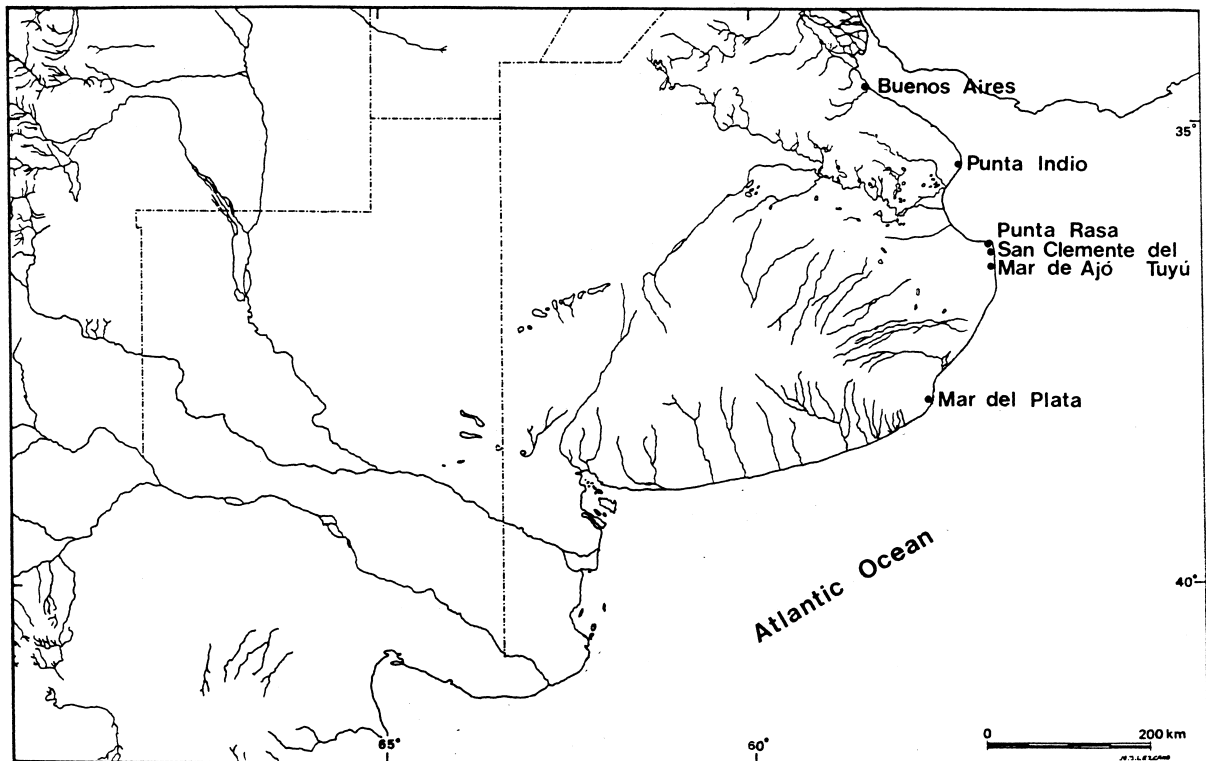 Buenos Aires
35°
Punta Indio
Punta Rasa
San Clemente del
Mar de Ajó Tuyú
Mar del Plata
Atlantic Ocean
40°
65°
60°
0 200 km